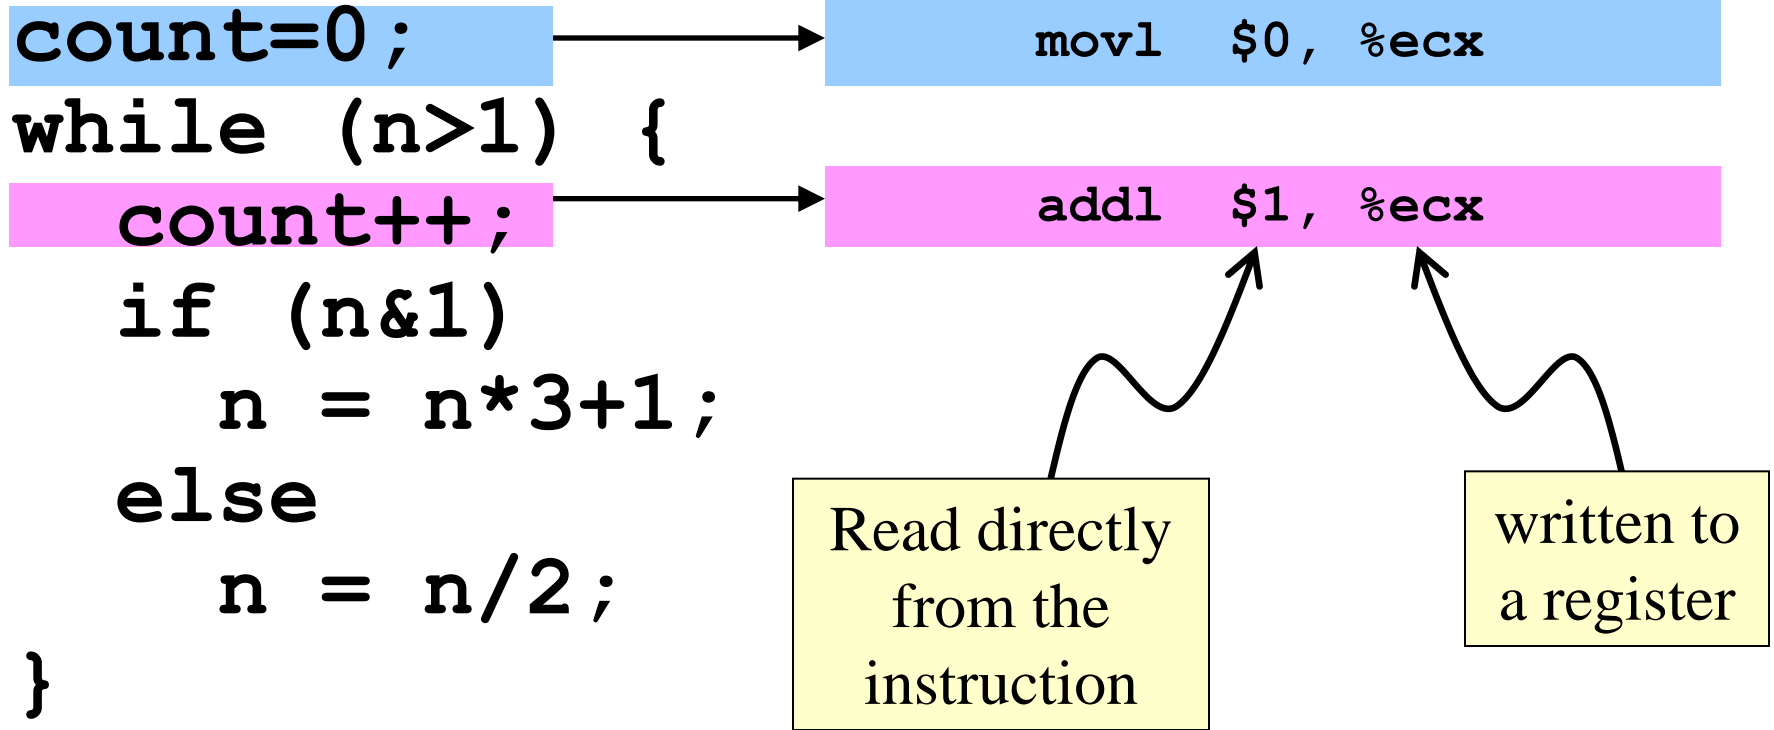 count=0;
movl $0, %ecx
while (n>1) {
count++;
addl $1, %ecx
if (n&1)
n = n*3+1;
else
n = n/2;
}
Read directly
from the
instruction
written to
a register